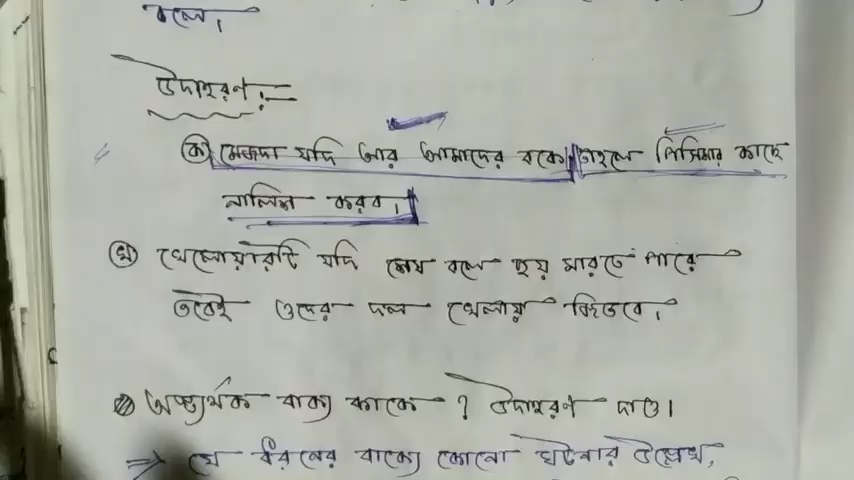 বলে।
উদাহরণ :-
(ক) মেজদা যদি আর আমাদের বকে তাহলে পিসিমার কাছে
নালিশ করব।
(খ) খেলোয়ারটি যদি শেষ বলে ছয় মারতে পারে
তবেই ওদের দল খেলায় জিতবে।
অস্ত্যর্থক বাক্য কাকে ? উদাহরণ দাও।
⇒ যে ধরনের বাক্যে কোনো ঘটনার উল্লেখ,